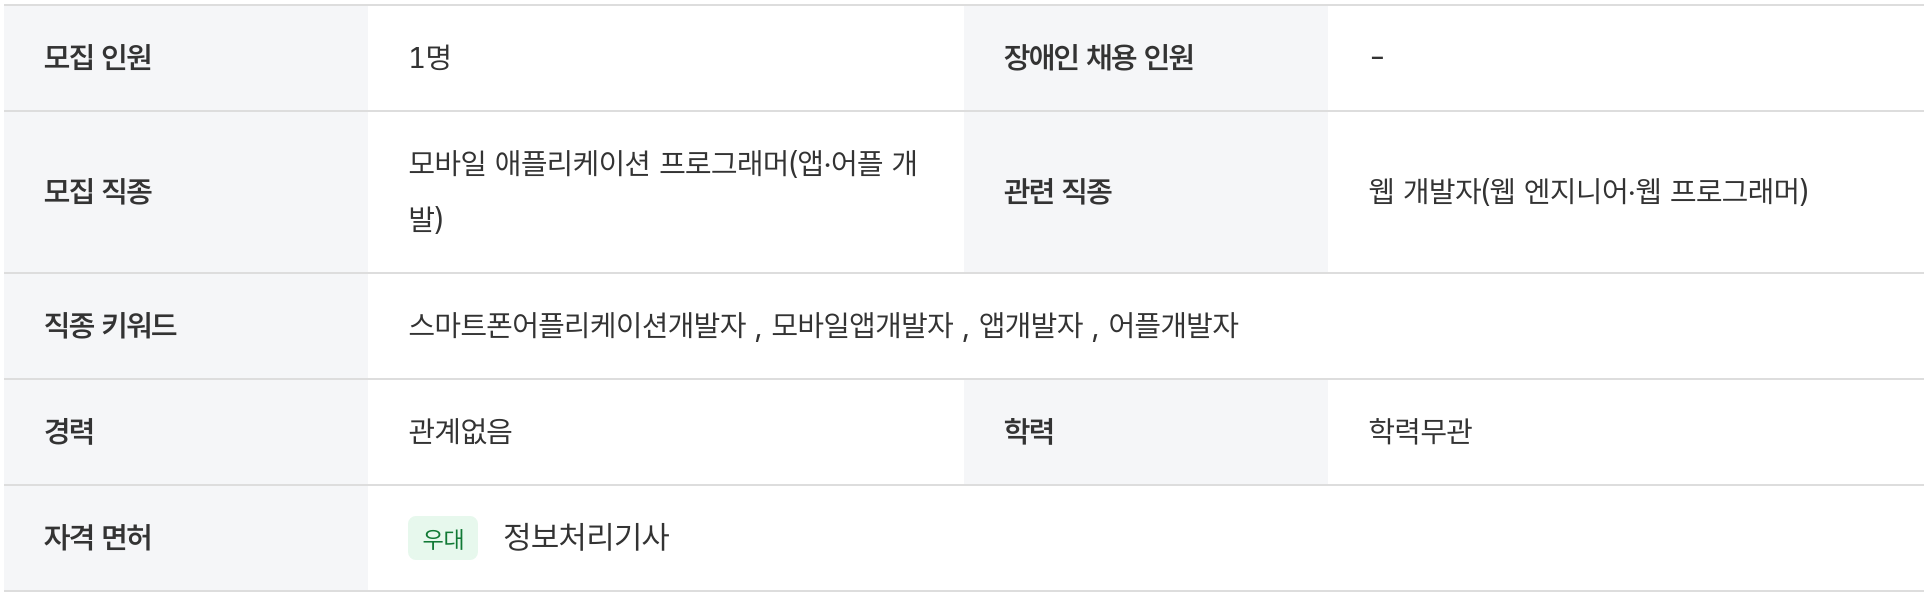 모집 인원
1명
장애인 채용 인원
-
모집 직종
모바일 애플리케이션 프로그래머(앱·어플 개
발)
관련 직종
웹 개발자(웹 엔지니어·웹 프로그래머)
직종 키워드
스마트폰어플리케이션개발자 , 모바일앱개발자 , 앱개발자 , 어플개발자
경력
관계없음
학력
학력무관
자격 면허
우대 정보처리기사